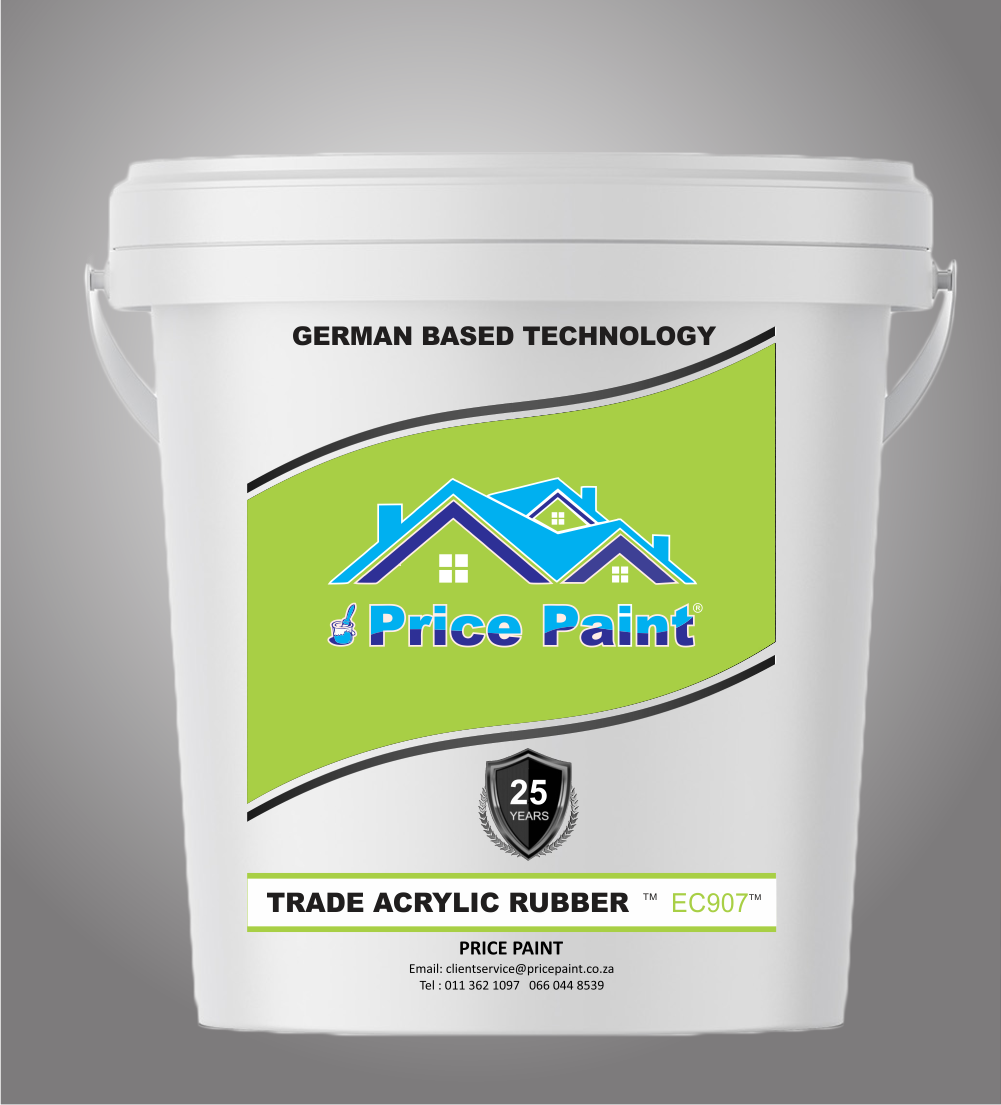 GERMAN BASED TECHNOLOGY
Price Paint®
25
YEARS
TRADE ACRYLIC RUBBER ™ EC907™
PRICE PAINT
Email: clientservice@pricepaint.co.za
Tel : 011 362 1097 066 044 8539